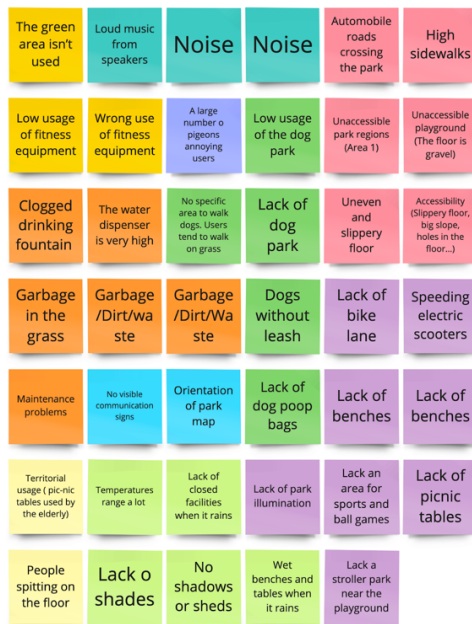 The green
area isn't
used
Loud music
from
speakers
Noise
Noise
Automobile
roads
crossing
the park
High
sidewalks
Low usage
of fitness
equipment
Wrong use
of fitness
equipment
A large
number o
pigeons
annoying
users
Low usage
of the dog
park
Unaccessible
park regions
(Area 1)
Unaccessible
playground
(The floor is
gravel)
Clogged
drinking
fountain
The water
dispenser
is very high
No specific
area to walk
dogs. Users
tend to walk
on grass
Lack of
dog
park
Uneven
and
slippery
floor
Accessibility
(Slippery floor,
big slope,
holes in the
floor...)
Garbage
in the
grass
Garbage
/Dirt/wa
ste
Garbage
/Dirt/Wa
ste
Dogs
without
leash
Lack of
bike
lane
Speeding
electric
scooters
Maintenance
problems
No visible
communication
signs
Orientation
of park
map
Lack of
dog poop
bags
Lack of
benches
Lack of
benches
Territorial
usage ( pic-nic
tables used by
the elderly)
Temperatures
range a lot
Lack of
closed
facilities
when it rains
Lack of park
illumination
Lack an
area for
sports and
ball games
Lack of
picnic
tables
People
spitting on
the floor
Lack o
shades
No
shadows
or sheds
Wet
benches and
tables when
it rains
Lack a
stroller park
near the
playground